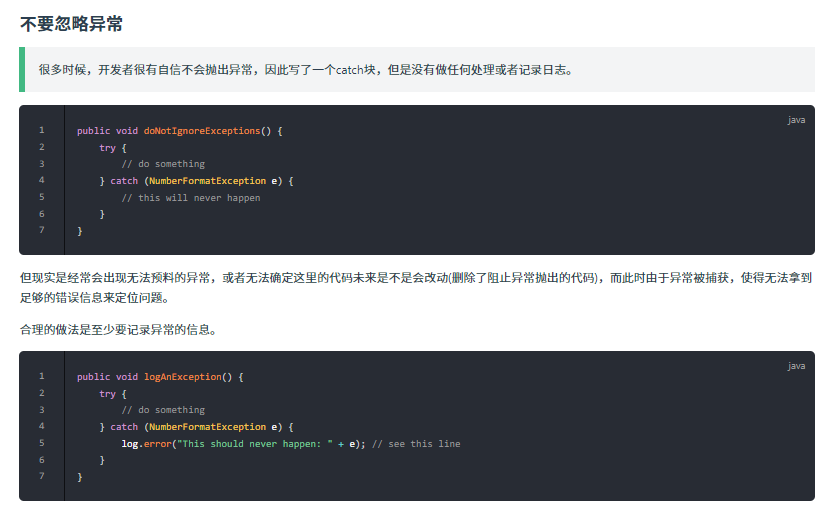 不要忽略异常
很多时候，开发者很有自信不会抛出异常，因此写了一个catch块，但是没有做任何处理或者记录日志。
java
1 public void doNotIgnoreExceptions() {
2     try {
3         // do something
4     } catch (NumberFormatException e) {
5         // this will never happen
6     }
7 }
但现实是经常会出现无法预料的异常，或者无法确定这里的代码未来是不是会改动(删除了阻止异常抛出的代码)，而此时由于异常被捕获，使得无法拿到
足够的错误信息来定位问题。
合理的做法是至少要记录异常的信息。
java
1 public void logAnException() {
2     try {
3         // do something
4     } catch (NumberFormatException e) {
5         log.error("This should never happen: " + e); // see this line
6     }
7 }